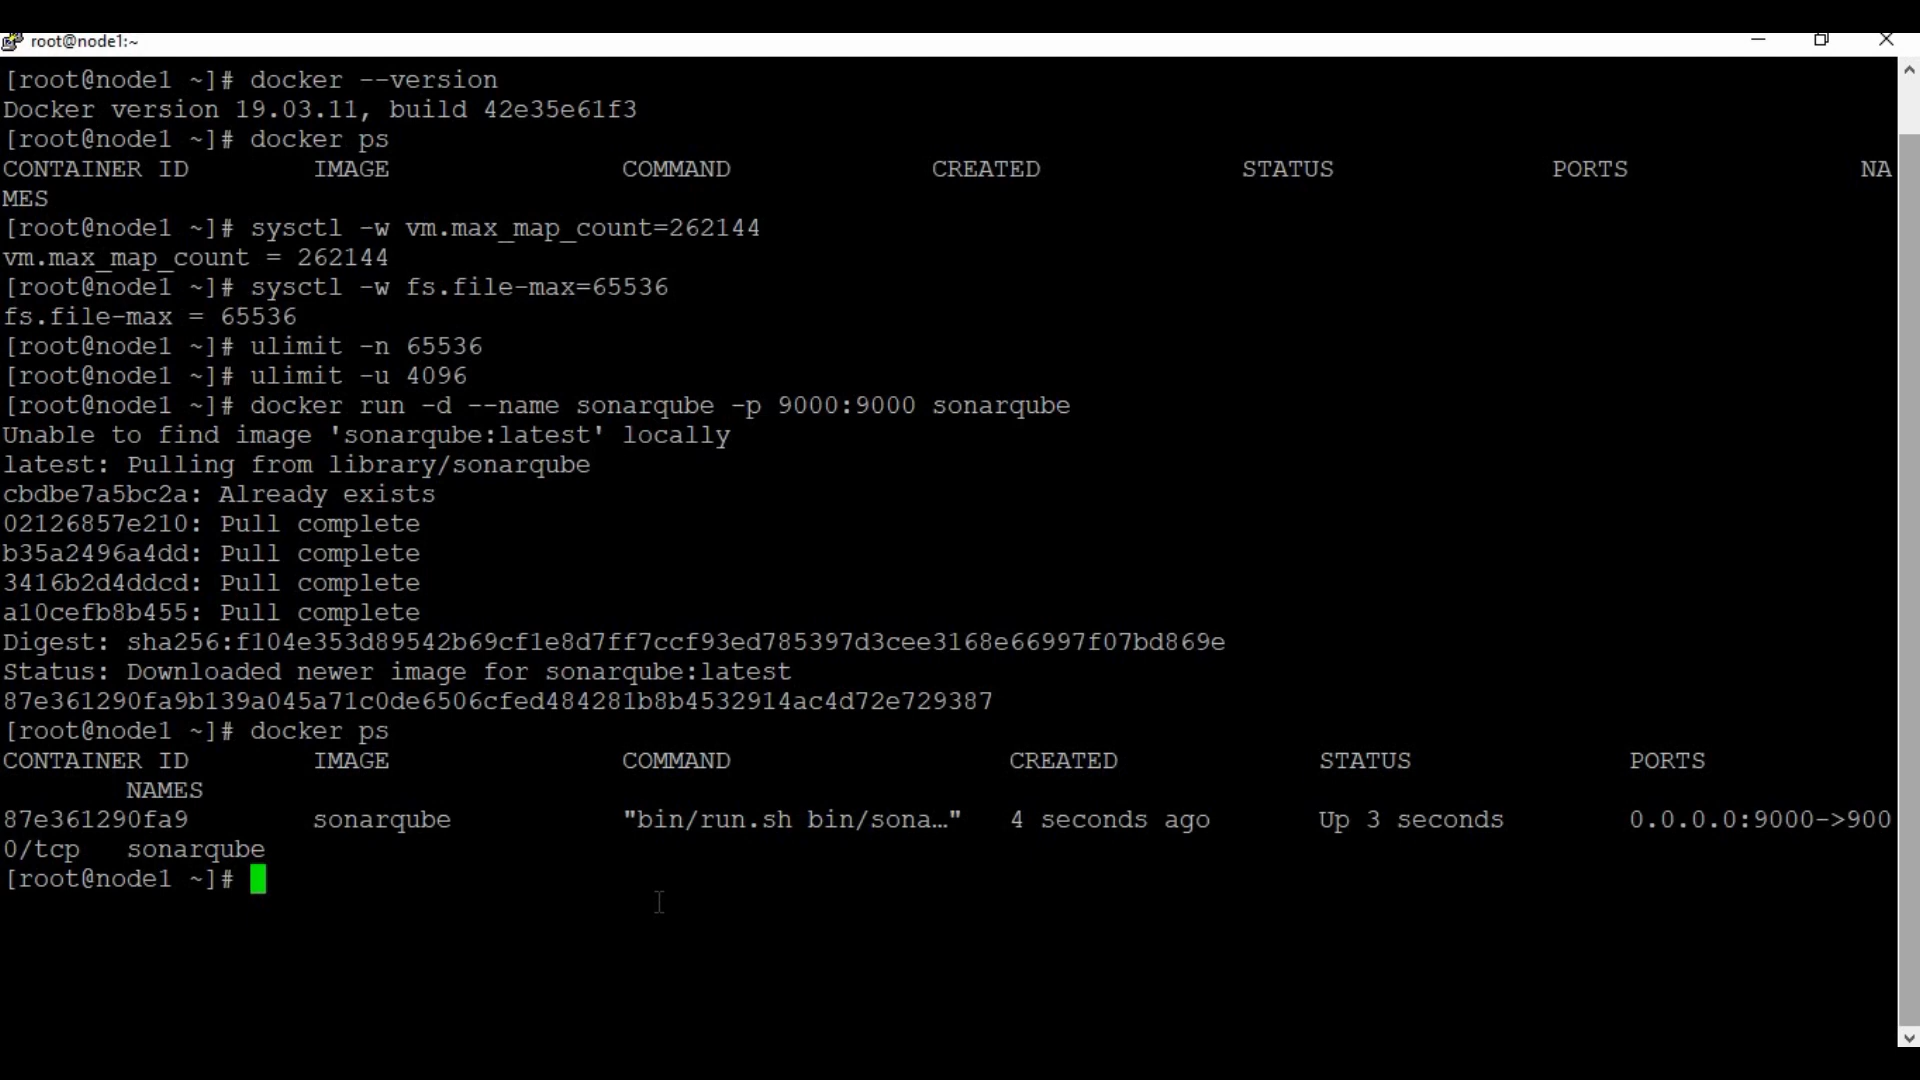 root@node1:~
[root@node1 ~]# docker --version
Docker version 19.03.11, build 42e35e61f3
[root@node1 ~]# docker ps
CONTAINER ID        IMAGE               COMMAND             CREATED             STATUS              PORTS               NA
MES
[root@node1 ~]# sysctl -w vm.max_map_count=262144
vm.max_map_count = 262144
[root@node1 ~]# sysctl -w fs.file-max=65536
fs.file-max = 65536
[root@node1 ~]# ulimit -n 65536
[root@node1 ~]# ulimit -u 4096
[root@node1 ~]# docker run -d --name sonarqube -p 9000:9000 sonarqube
Unable to find image 'sonarqube:latest' locally
latest: Pulling from library/sonarqube
cbdbe7a5bc2a: Already exists
02126857e210: Pull complete
b35a2496a4dd: Pull complete
3416b2d4ddcd: Pull complete
a10cefb8b455: Pull complete
Digest: sha256:f104e353d89542b69cf1e8d7ff7ccf93ed785397d3cee3168e66997f07bd869e
Status: Downloaded newer image for sonarqube:latest
87e361290fa9b139a045a71c0de6506cfed484281b8b4532914ac4d72e729387
[root@node1 ~]# docker ps
CONTAINER ID        IMAGE               COMMAND                  CREATED             STATUS              PORTS
        NAMES
87e361290fa9        sonarqube           "bin/run.sh bin/sona…"   4 seconds ago       Up 3 seconds        0.0.0.0:9000->900
0/tcp   sonarqube
[root@node1 ~]#